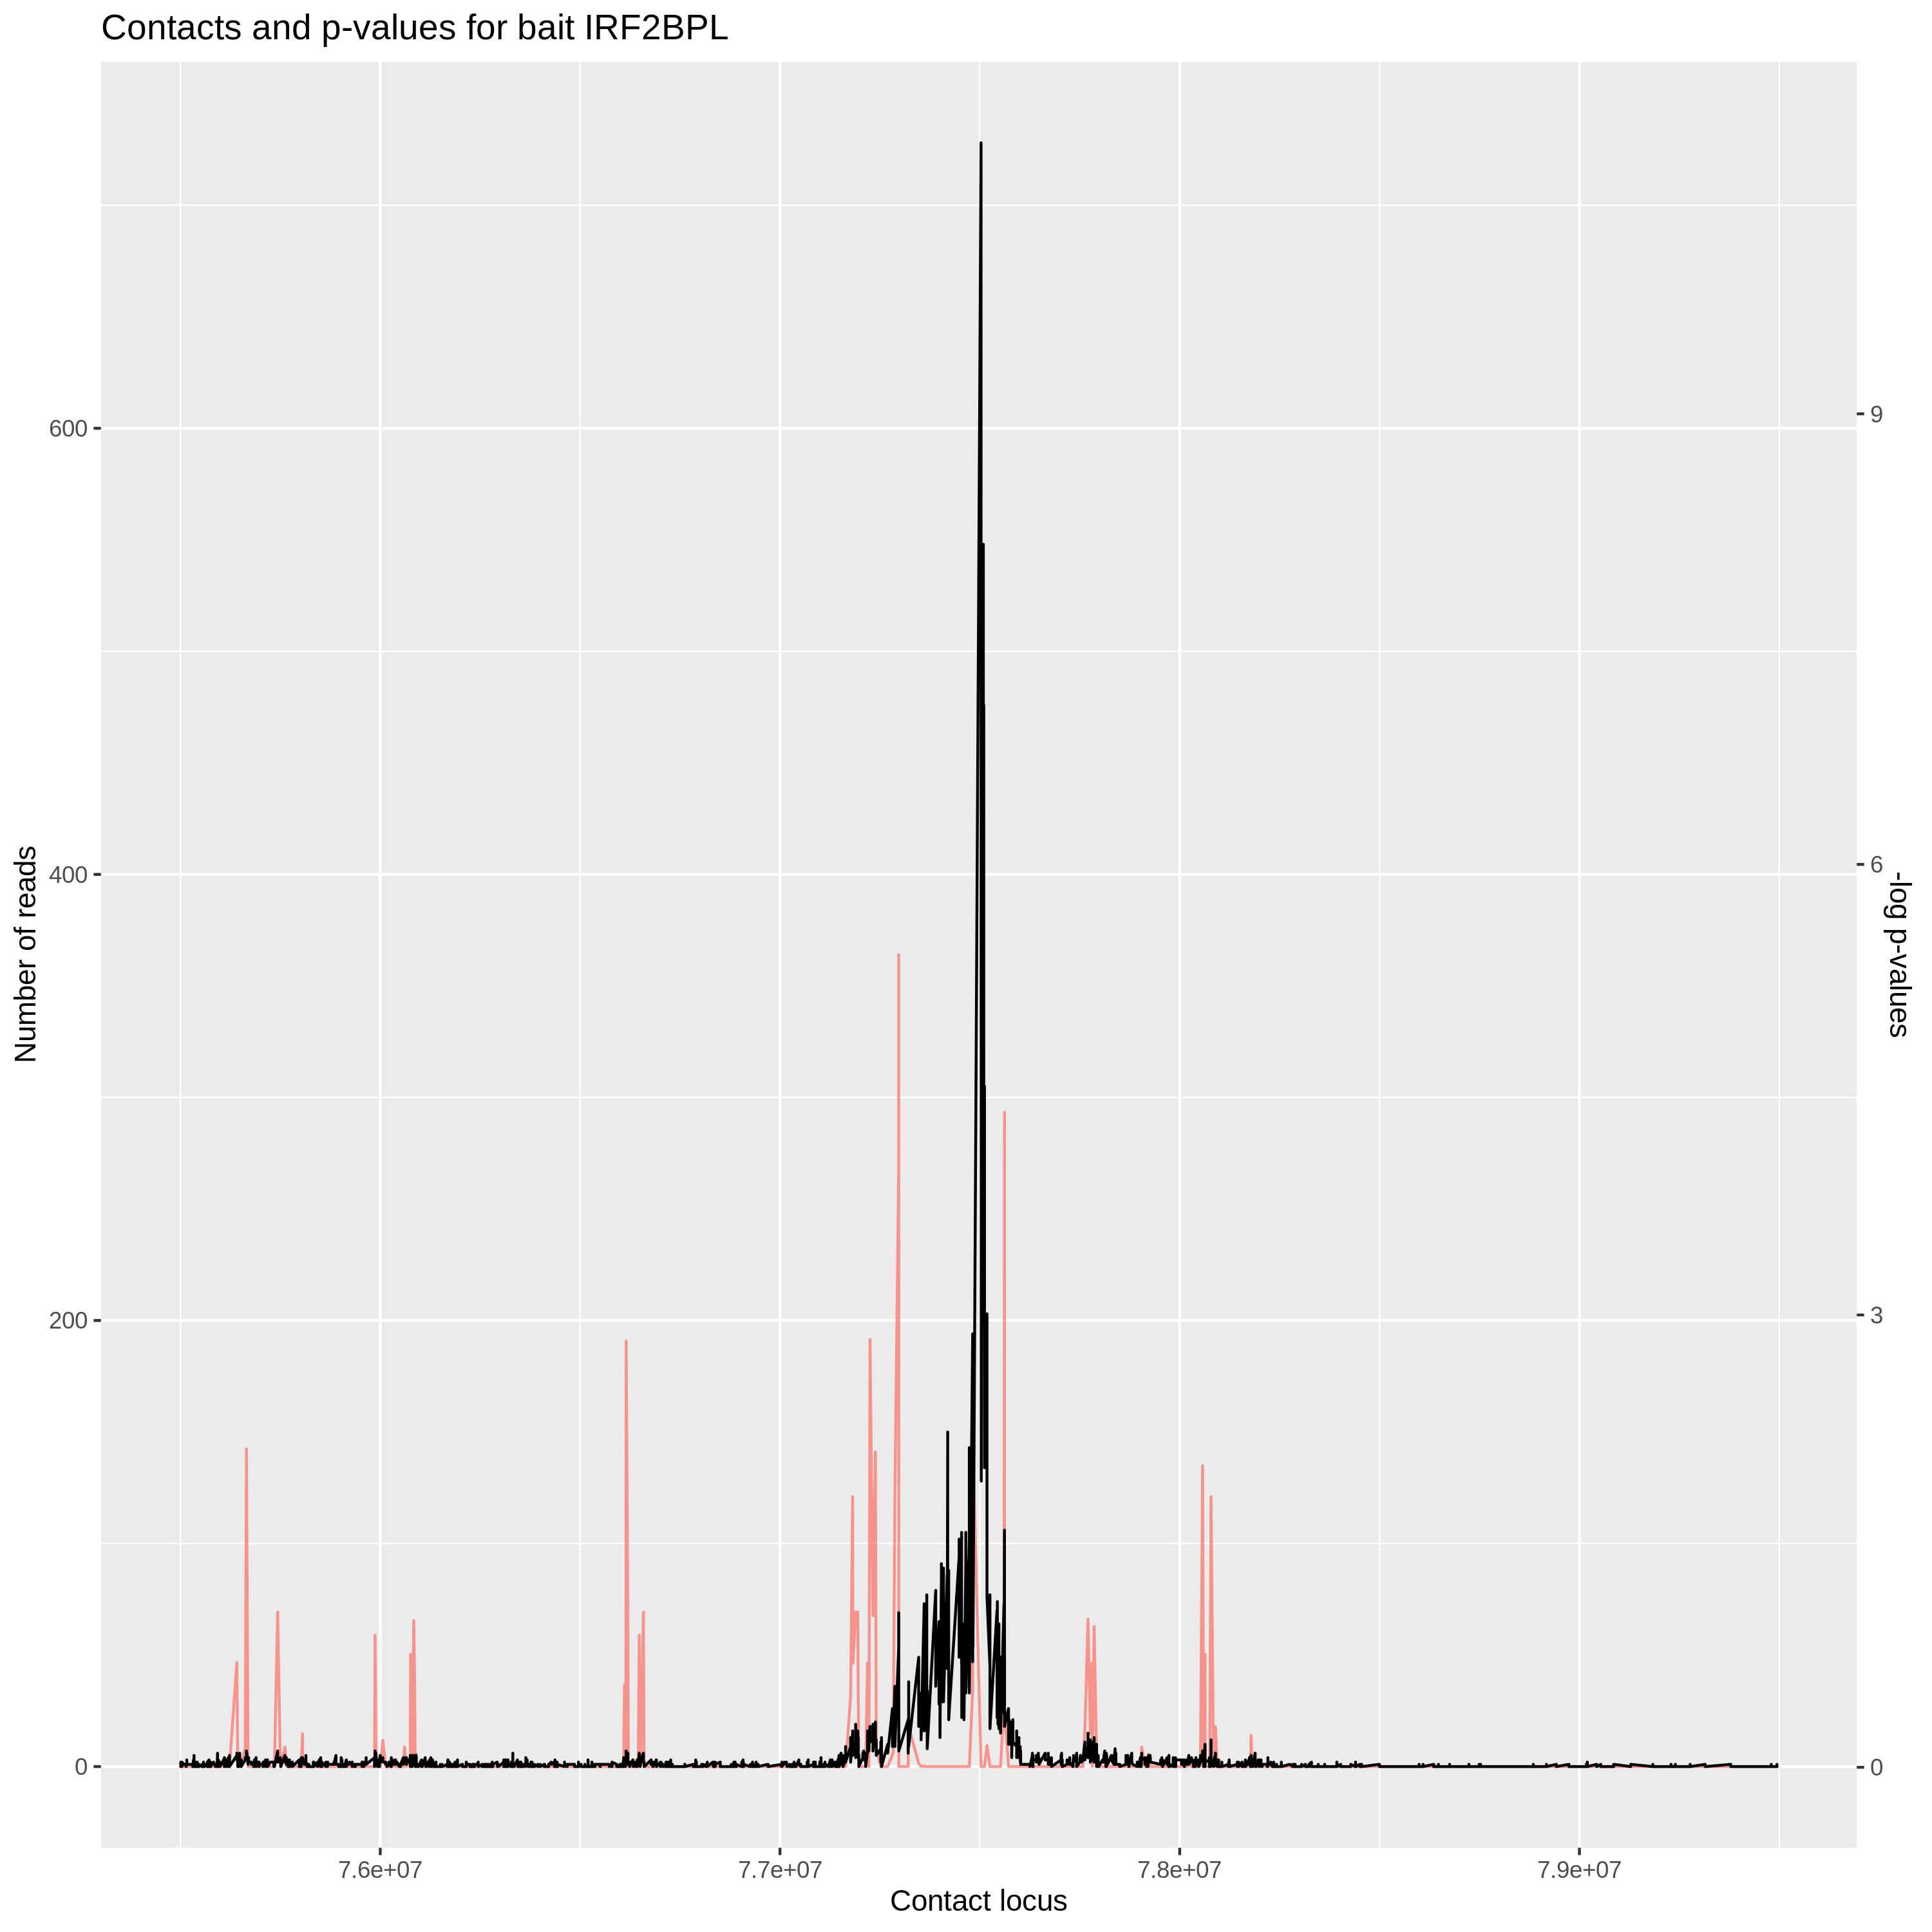 Contacts and p-values for bait IRF2BPL
Number of reads
600
400
200
0
9
6
3
0
-log p-values
7.6e+07
7.7e+07
7.8e+07
7.9e+07
Contact locus